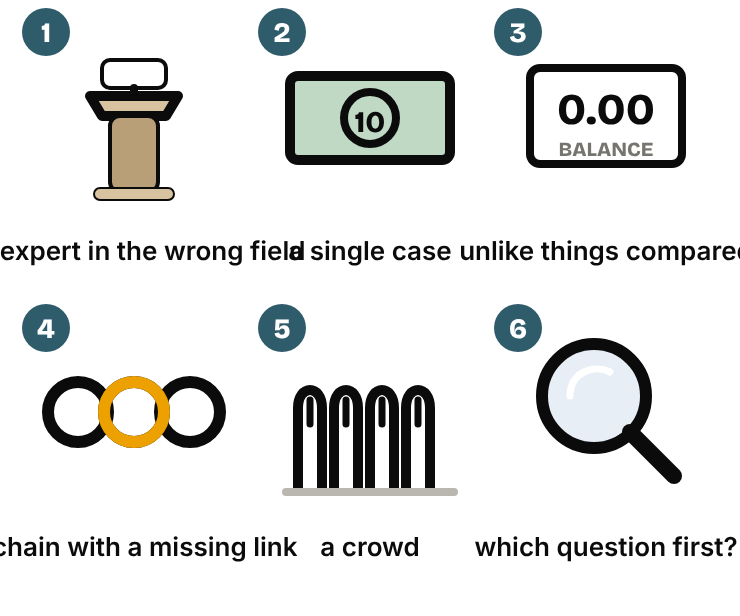 1
2
3
10
0.00
BALANCE
expert in the wrong field
a single case
unlike things compared
4
5
6
chain with a missing link
a crowd
which question first?